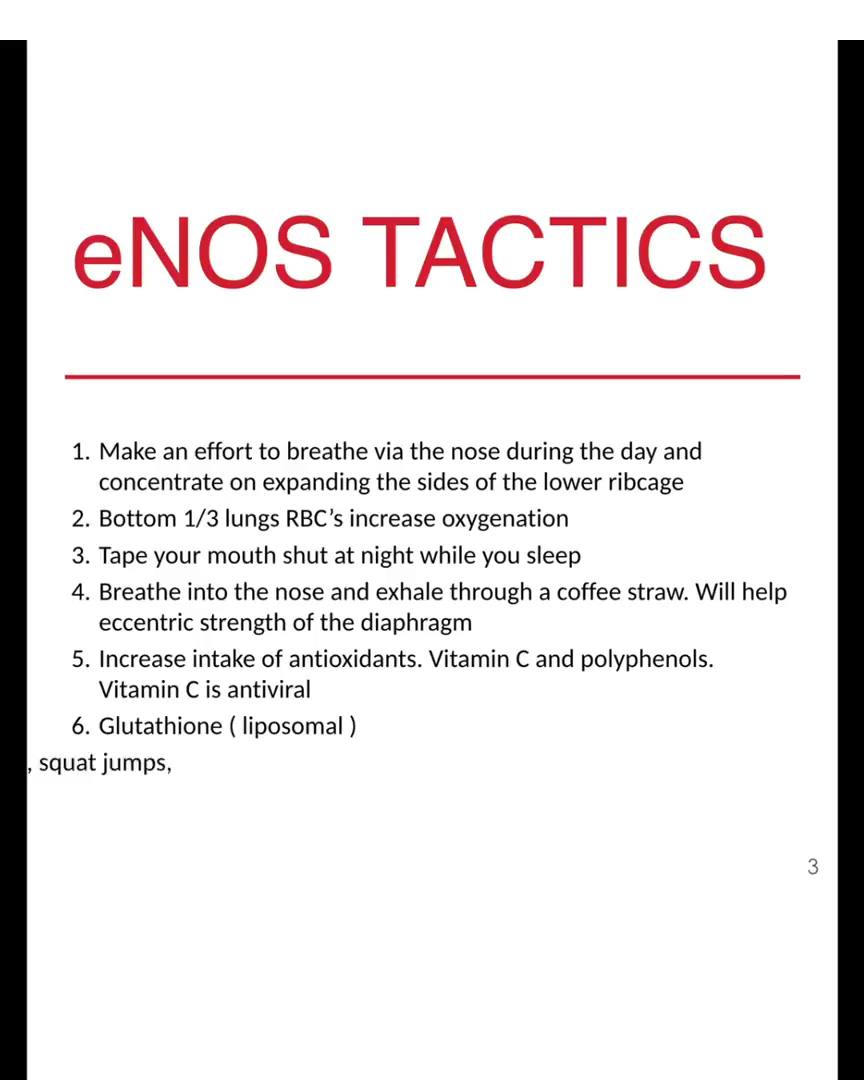 eNOS TACTICS
1. Make an effort to breathe via the nose during the day and
concentrate on expanding the sides of the lower ribcage
2. Bottom 1/3 lungs RBC’s increase oxygenation
3. Tape your mouth shut at night while you sleep
4. Breathe into the nose and exhale through a coffee straw. Will help
eccentric strength of the diaphragm
5. Increase intake of antioxidants. Vitamin C and polyphenols.
Vitamin C is antiviral
6. Glutathione ( liposomal )
, squat jumps,
3